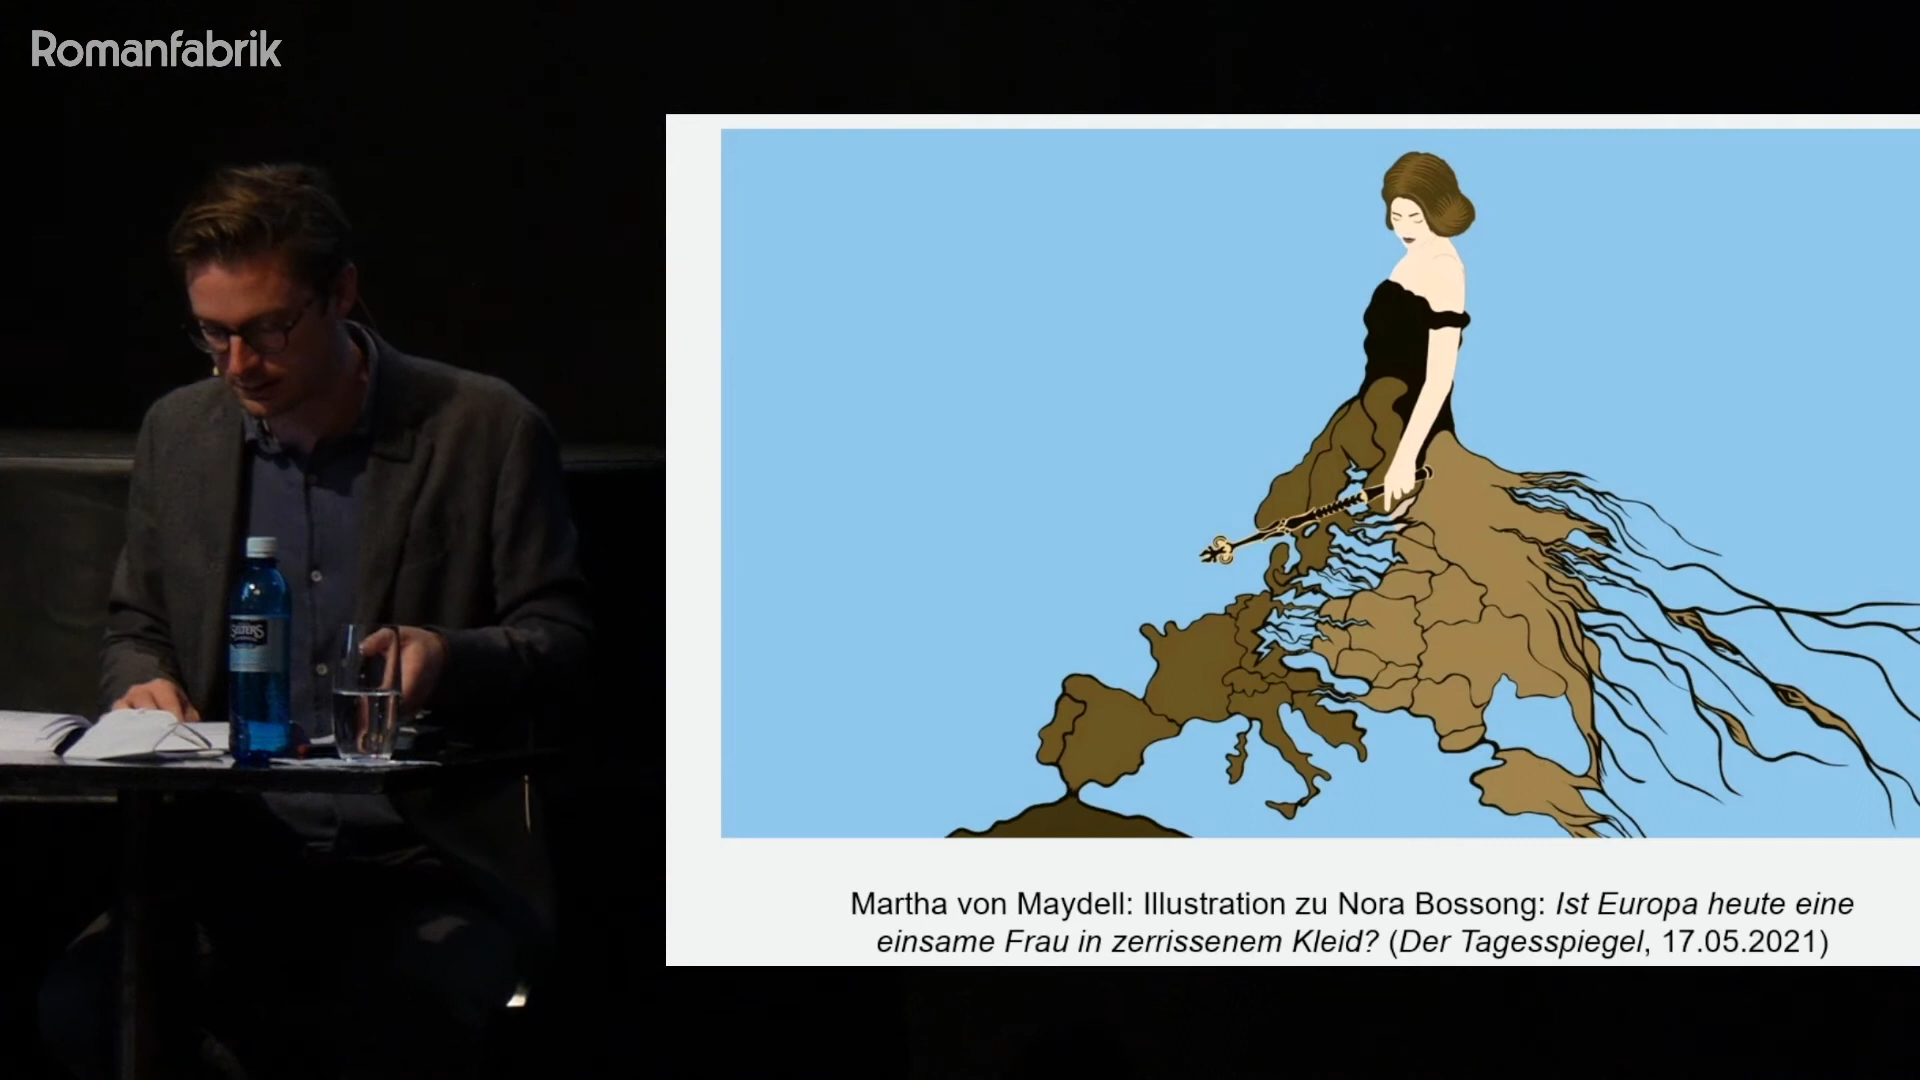 Romanfabrik
SELTERS
Martha von Maydell: Illustration zu Nora Bossong: Ist Europa heute eine
einsame Frau in zerrissenem Kleid? (Der Tagesspiegel, 17.05.2021)